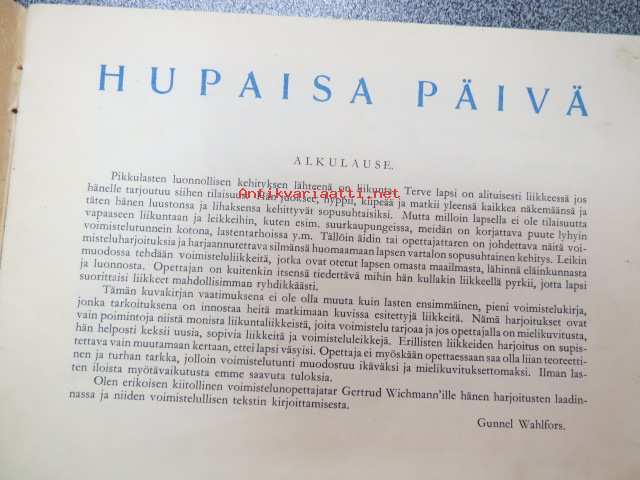 HUPAISA PÄIVÄ
ALKULAUSE.
Pikkulasten luonnollisen kehityksen lähteenä on liikunta. Terve lapsi on alituisesti liikkeessä jos
hänelle tarjoutuu siihen tilaisuus. Hän juoksee, hyppii, kiipeää ja matkii yleensä kaikkea näkemäänsä ja
Antikvariaatti.net
täten hänen luustonsa ja lihaksensa kehittyvät sopusuhtaisiksi. Mutta milloin lapsella ei ole tilaisuutta
vapaaseen liikuntaan ja leikkeihin, kuten esim. suurkaupungeissa, meidän on korjattava puute lyhyin
voimistelutunnein kotona, lastentarhoissa y.m. Tällöin äidin tai opettajattaren on johdettava näitä voi-
misteluharjoituksia ja harjaannutettava silmänsä huomaamaan lapsen vartalon sopusuhtainen kehitys. Leikin
muodossa tehdään voimisteluliikkeitä, jotka ovat otetut lapsen omasta maailmasta, lähinnä eläinkunnasta
ja luonnosta. Opettajan on kuitenkin itsensä tiedettävä mihin hän kullakin liikkeellä pyrkii, jotta lapsi
suorittaisi liikkeet mahdollisimman ryhdikkäästi.
Tämän kuvakirjan vaatimuksena ei ole olla muuta kuin lasten ensimmäinen, pieni voimistelukirja,
jonka tarkoituksena on innostaa heitä matkimaan kuvissa esitettyjä liikkeitä. Nämä harjoitukset ovat
vain poimintoja niistä monista liikuntaliikkeistä, joita voimistelu tarjoaa ja jos opettajalla on mielikuvitusta,
hän helposti keksii uusia, sopivia liikkeitä ja voimisteluleikkejä. Erillisten liikkeiden harjoitus on supis-
tettava vain muutamaan kertaan, ettei lapsi väsyisi. Opettaja ei myöskään opettaessaan saa olla liian teoreetti-
nen ja turhan tarkka, jolloin voimistelutunti muodostuu ikäväksi ja mielikuvituksettomaksi. Ilman las-
ten iloista myötävaikutusta emme saavuta tuloksia.
Olen erikoisen kiitollinen voimistelunopettajatar Gertrud Wichmann'ille hänen harjoitusten laadin-
nassa ja niiden voimistelullisen tekstin kirjoittamisesta.
Gunnel Wahlfors.